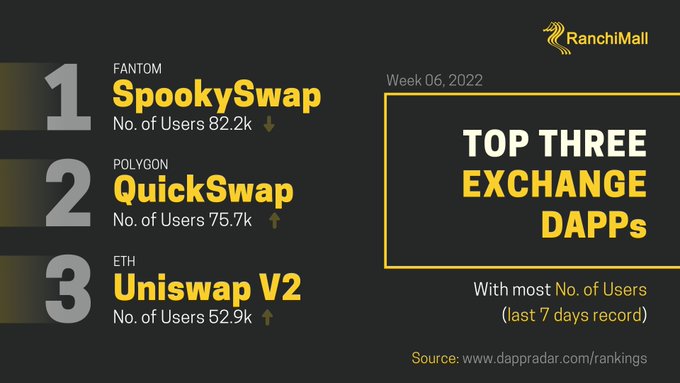 RanchiMall
1
FANTOM
SpookySwap
No. of Users 82.2k ↓
2
POLYGON
QuickSwap
No. of Users 75.7k ↑
3
ETH
Uniswap V2
No. of Users 52.9k ↑
Week 06, 2022
TOP THREE
EXCHANGE
DAPPs
With most No. of Users
(last 7 days record)
Source: www.dappradar.com/rankings